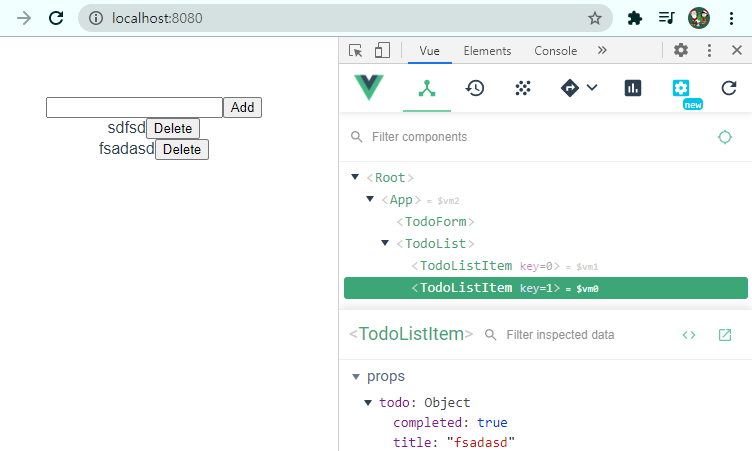 localhost:8080
Add
sdfsd Delete
fsadasd Delete
Vue Elements Console »
new
Filter components
<Root>
<App> = $vm2
<TodoForm>
<TodoList>
<TodoListItem key=0> = $vm1
<TodoListItem key=1> = $vm0
<TodoListItem> Filter inspected data
props
todo: Object
completed: true
title: "fsadasd"